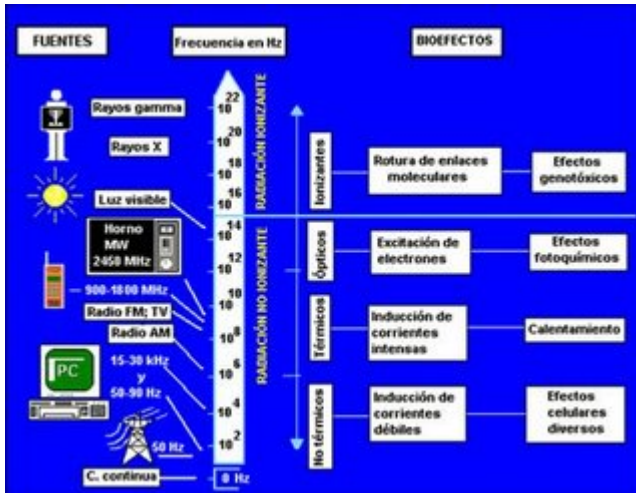 FUENTES
Frecuencia en Hz
BIOEFECTOS
Rayos gamma
Rayos X
Luz visible
Horno
MW
2450 MHz
900-1800 MHz
Radio FM; TV
Radio AM
PC
15-30 kHz
y
50-90 Hz
50 Hz
C. continua
10 22
10 20
10 18
10 16
10 14
10 12
10 10
10 8
10 6
10 4
10 2
0 Hz
RADIACIÓN IONIZANTE
RADIACIÓN NO IONIZANTE
Ionizantes
Rotura de enlaces
moleculares
Efectos
genotóxicos
Ópticos
Excitación de
electrones
Efectos
fotoquímicos
Térmicos
Inducción de
corrientes
intensas
Calentamiento
No térmicos
Inducción de
corrientes
débiles
Efectos
celulares
diversos